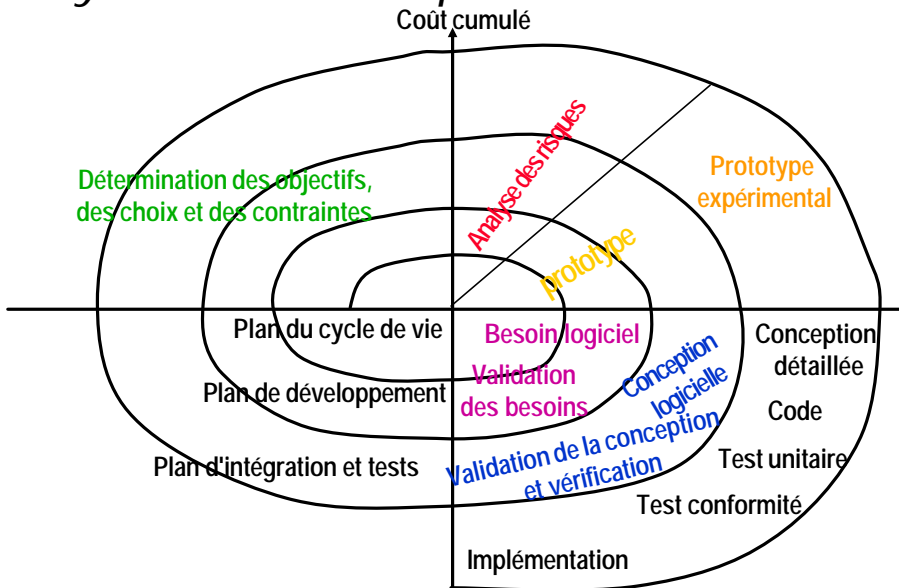 Coût cumulé
Détermination des objectifs,
des choix et des contraintes
Analyse des risques
Prototype
expérimental
prototype
Plan du cycle de vie
Besoin logiciel
Conception
détaillée
Validation
des besoins
Conception
logicielle
Plan de développement
Code
Validation de la conception
et vérification
Plan d'intégration et tests
Test unitaire
Test conformité
Implémentation